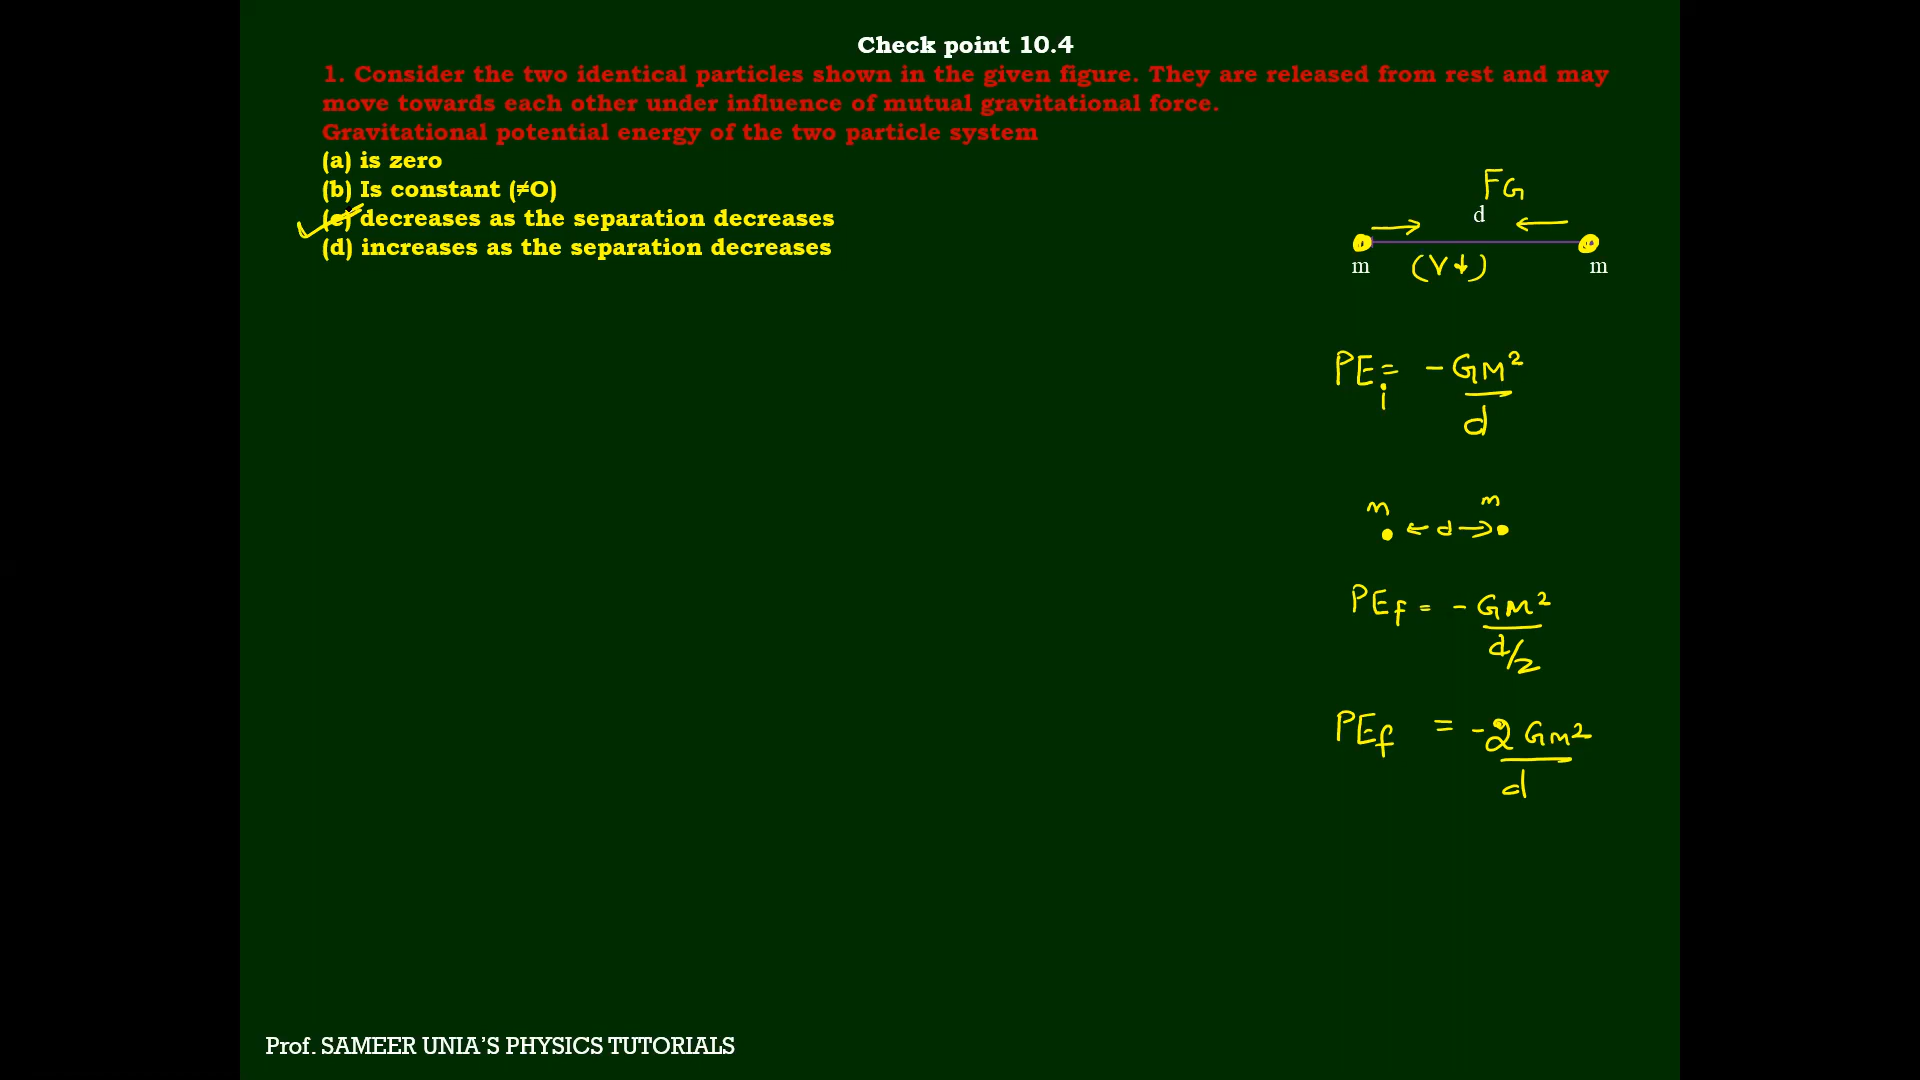 Check point 10.4
1. Consider the two identical particles shown in the given figure. They are released from rest and may
move towards each other under influence of mutual gravitational force.
Gravitational potential energy of the two particle system
(a) is zero
(b) Is constant (≠O)
(c) decreases as the separation decreases
(d) increases as the separation decreases
FG
d
m (V↓) m
PEi = - GM²
d
m m
← d →
PEf = - GM²
d/2
PEf = -2 Gm²
d
Prof. SAMEER UNIA'S PHYSICS TUTORIALS